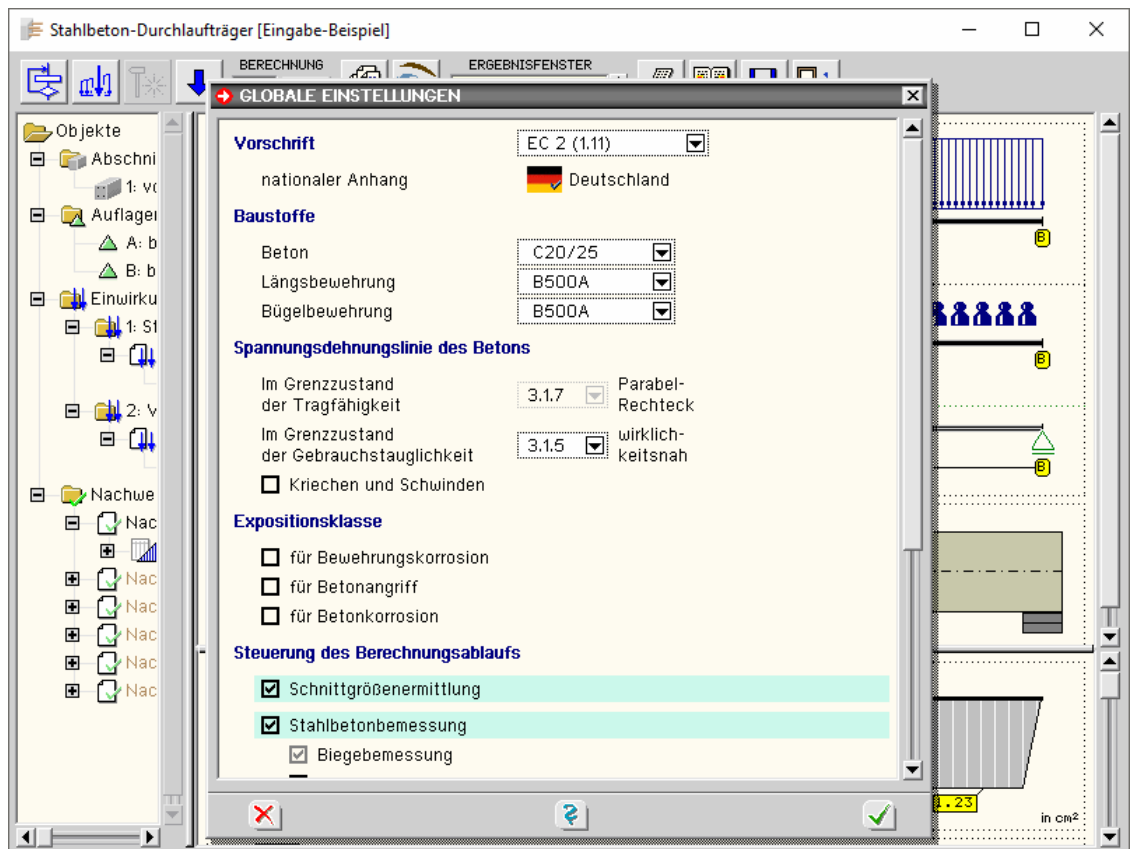 Stahlbeton-Durchlaufträger [Eingabe-Beispiel]
BERECHNUNG
ERGEBNISFENSTER
Objekte
Abschni
1: vo
Auflager
A: b
B: b
Einwirku
1: St
2: V
Nachwe
Nac
Nac
Nac
Nac
Nac
Nac
GLOBALE EINSTELLUNGEN
Vorschrift EC 2 (1.11)
nationaler Anhang Deutschland
Baustoffe
Beton C20/25
Längsbewehrung B500A
Bügelbewehrung B500A
Spannungsdehnungslinie des Betons
Im Grenzzustand
der Tragfähigkeit 3.1.7 Parabel-
Rechteck
Im Grenzzustand
der Gebrauchstauglichkeit 3.1.5 wirklich-
keitsnah
Kriechen und Schwinden
Expositionsklasse
für Bewehrungskorrosion
für Betonangriff
für Betonkorrosion
Steuerung des Berechnungsablaufs
Schnittgrößenermittlung
Stahlbetonbemessung
Biegebemessung
B
B
B
1.23
in cm²